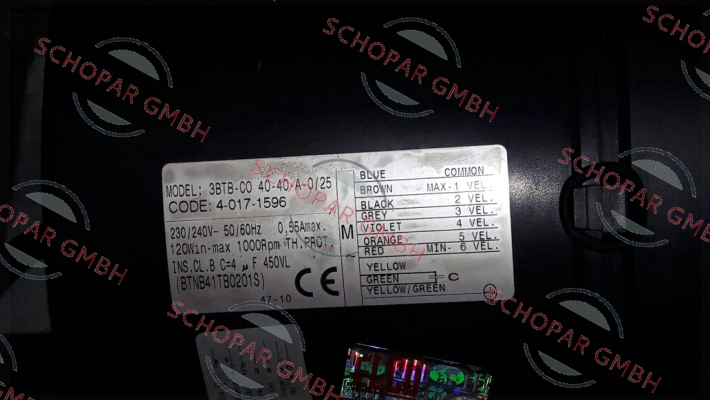 MODEL: 3BTB-CO 40-40/A-0/25
CODE: 4-017-1596
230/240V~ 50/60Hz 0,55Amax.
120Win-max 1000Rpm TH.PROT.
INS.CL.B C=4 µF 450VL
(BTNB41TB0201S)
47-10
CE
M
BLUE COMMON
BROWN MAX-1 VEL.
BLACK 2 VEL.
GREY 3 VEL.
VIOLET 4 VEL.
ORANGE 5 VEL.
RED MIN- 6 VEL.
YELLOW
GREEN C
YELLOW/GREEN
SCHOPAR GMBH
SCHOPAR GMBH
SCHOPAR GMBH
SCHOPAR GMBH
SCHOPAR GMBH
SCHOPAR GMBH
SCHOPAR GMBH
SCHOPAR GMBH